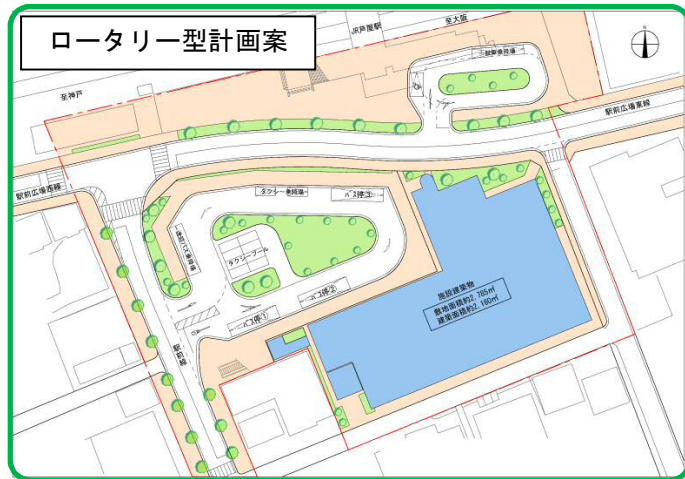 ロータリー型計画案
JR芦屋駅
至大阪
至神戸
N
駅前広場東線
駅前広場西線
タクシー乗降場
バス停③
タクシープール
バス停②
バス停①
駅前線
施設建築物
敷地面積約2,785㎡
建築面積約2,160㎡